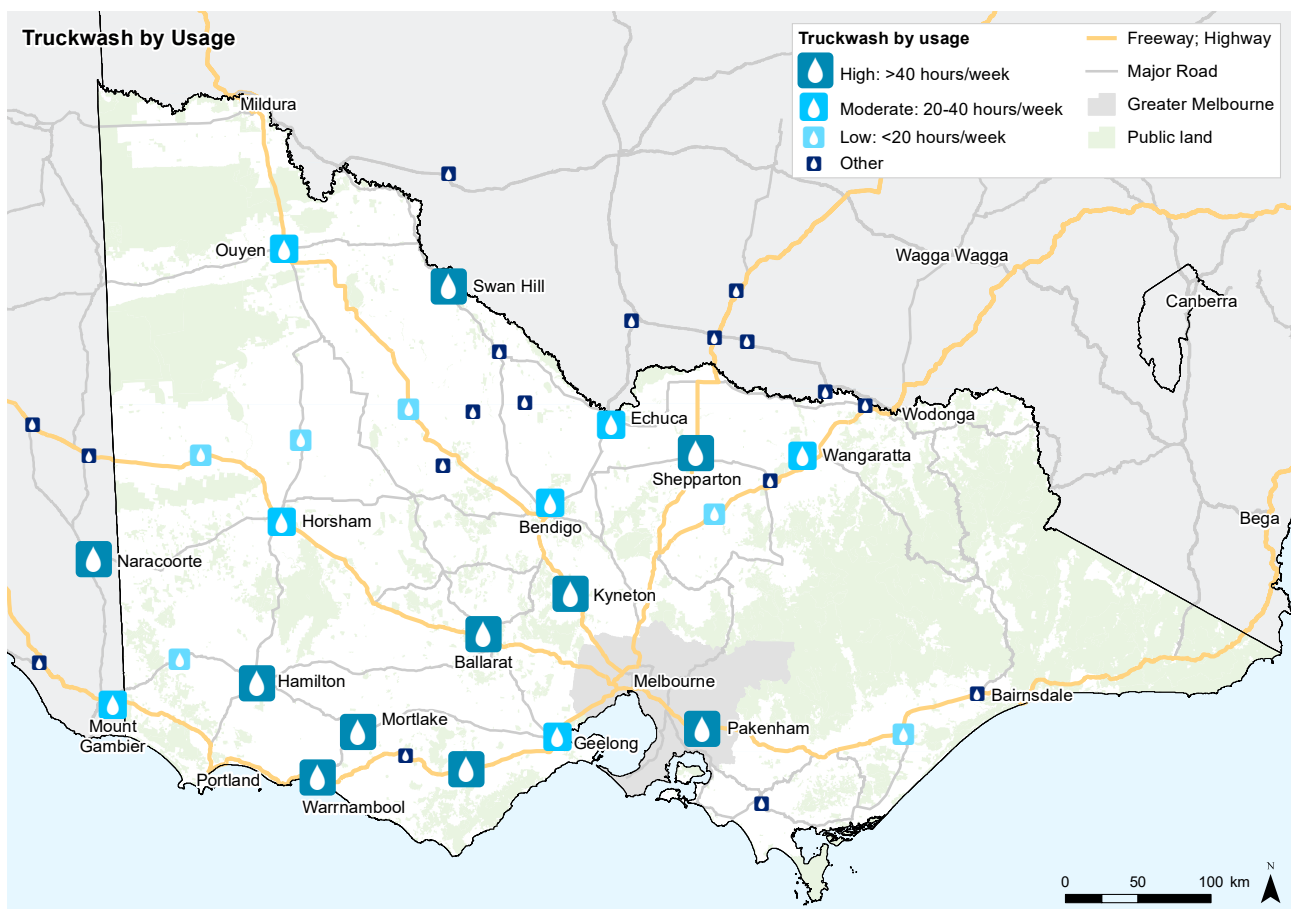 Truckwash by Usage
Truckwash by usage
High: >40 hours/week
Moderate: 20-40 hours/week
Low: <20 hours/week
Other
Freeway; Highway
Major Road
Greater Melbourne
Public land
Mildura
Ouyen
Swan Hill
Wagga Wagga
Canberra
Echuca
Wodonga
Shepparton
Wangaratta
Horsham
Bendigo
Bega
Naracoorte
Kyneton
Ballarat
Hamilton
Melbourne
Bairnsdale
Mount
Gambier
Mortlake
Geelong
Pakenham
Portland
Warrnambool
N
0 50 100 km